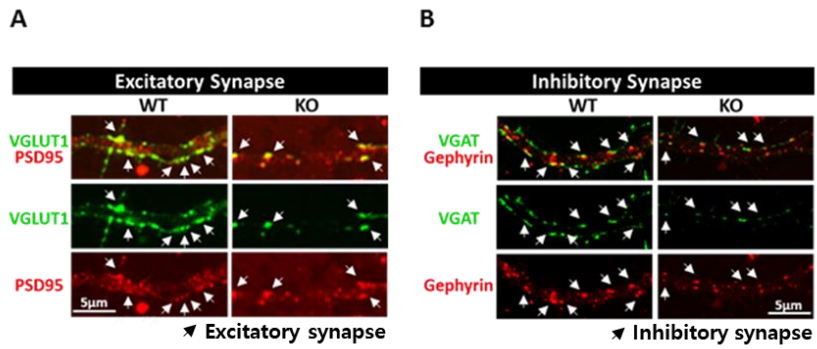 A
Excitatory Synapse
WT KO
VGLUT1
PSD95
VGLUT1
PSD95
5µm
Excitatory synapse
B
Inhibitory Synapse
WT KO
VGAT
Gephyrin
VGAT
Gephyrin
5µm
Inhibitory synapse